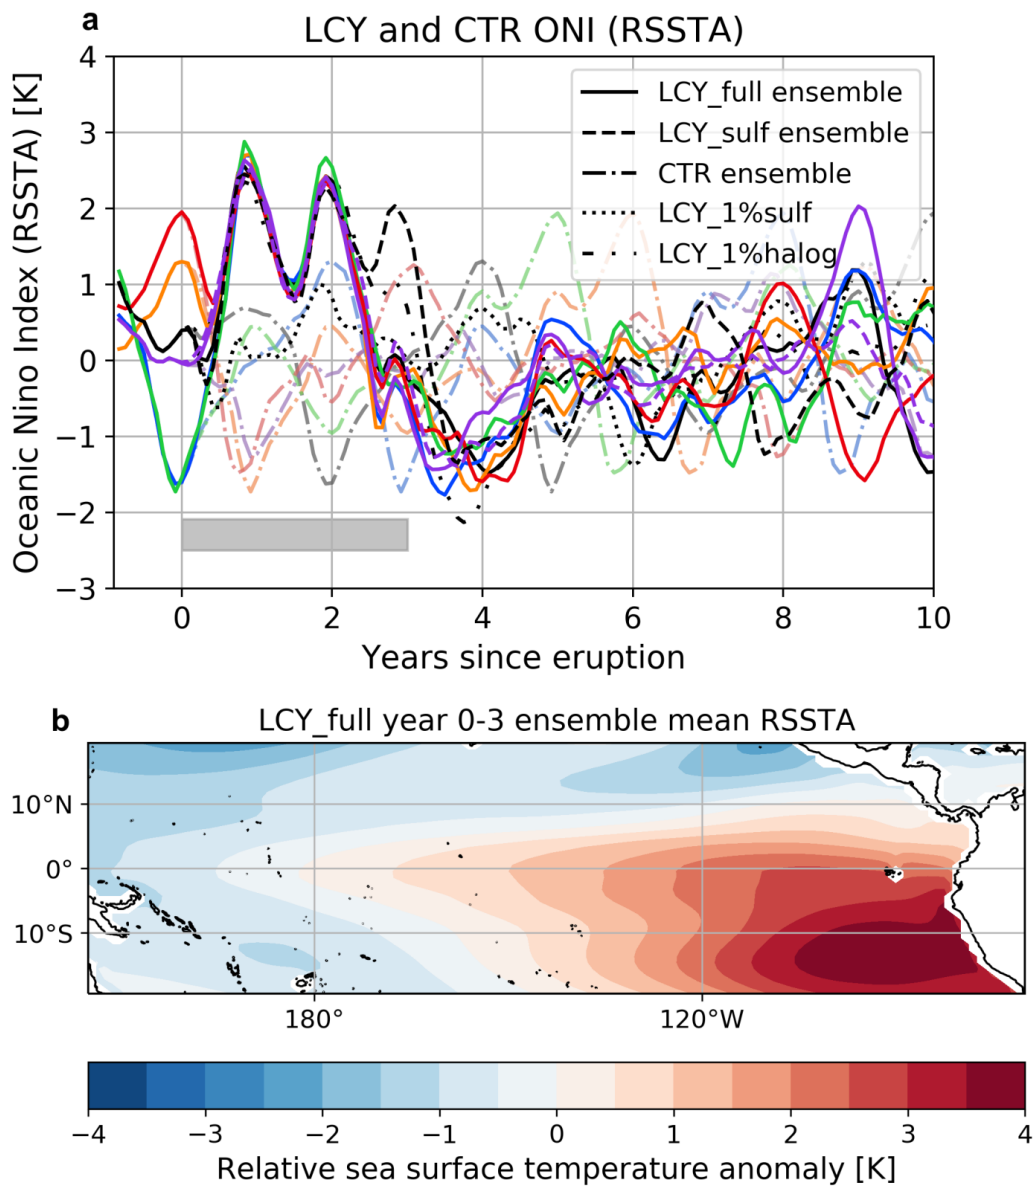 a
LCY and CTR ONI (RSSTA)
Oceanic Nino Index (RSSTA) [K]
4
3
2
1
0
−1
−2
−3
LCY_full ensemble
LCY_sulf ensemble
CTR ensemble
LCY_1%sulf
LCY_1%halog
0 2 4 6 8 10
Years since eruption
b
LCY_full year 0-3 ensemble mean RSSTA
10°N
0°
10°S
180° 120°W
−4 −3 −2 −1 0 1 2 3 4
Relative sea surface temperature anomaly [K]